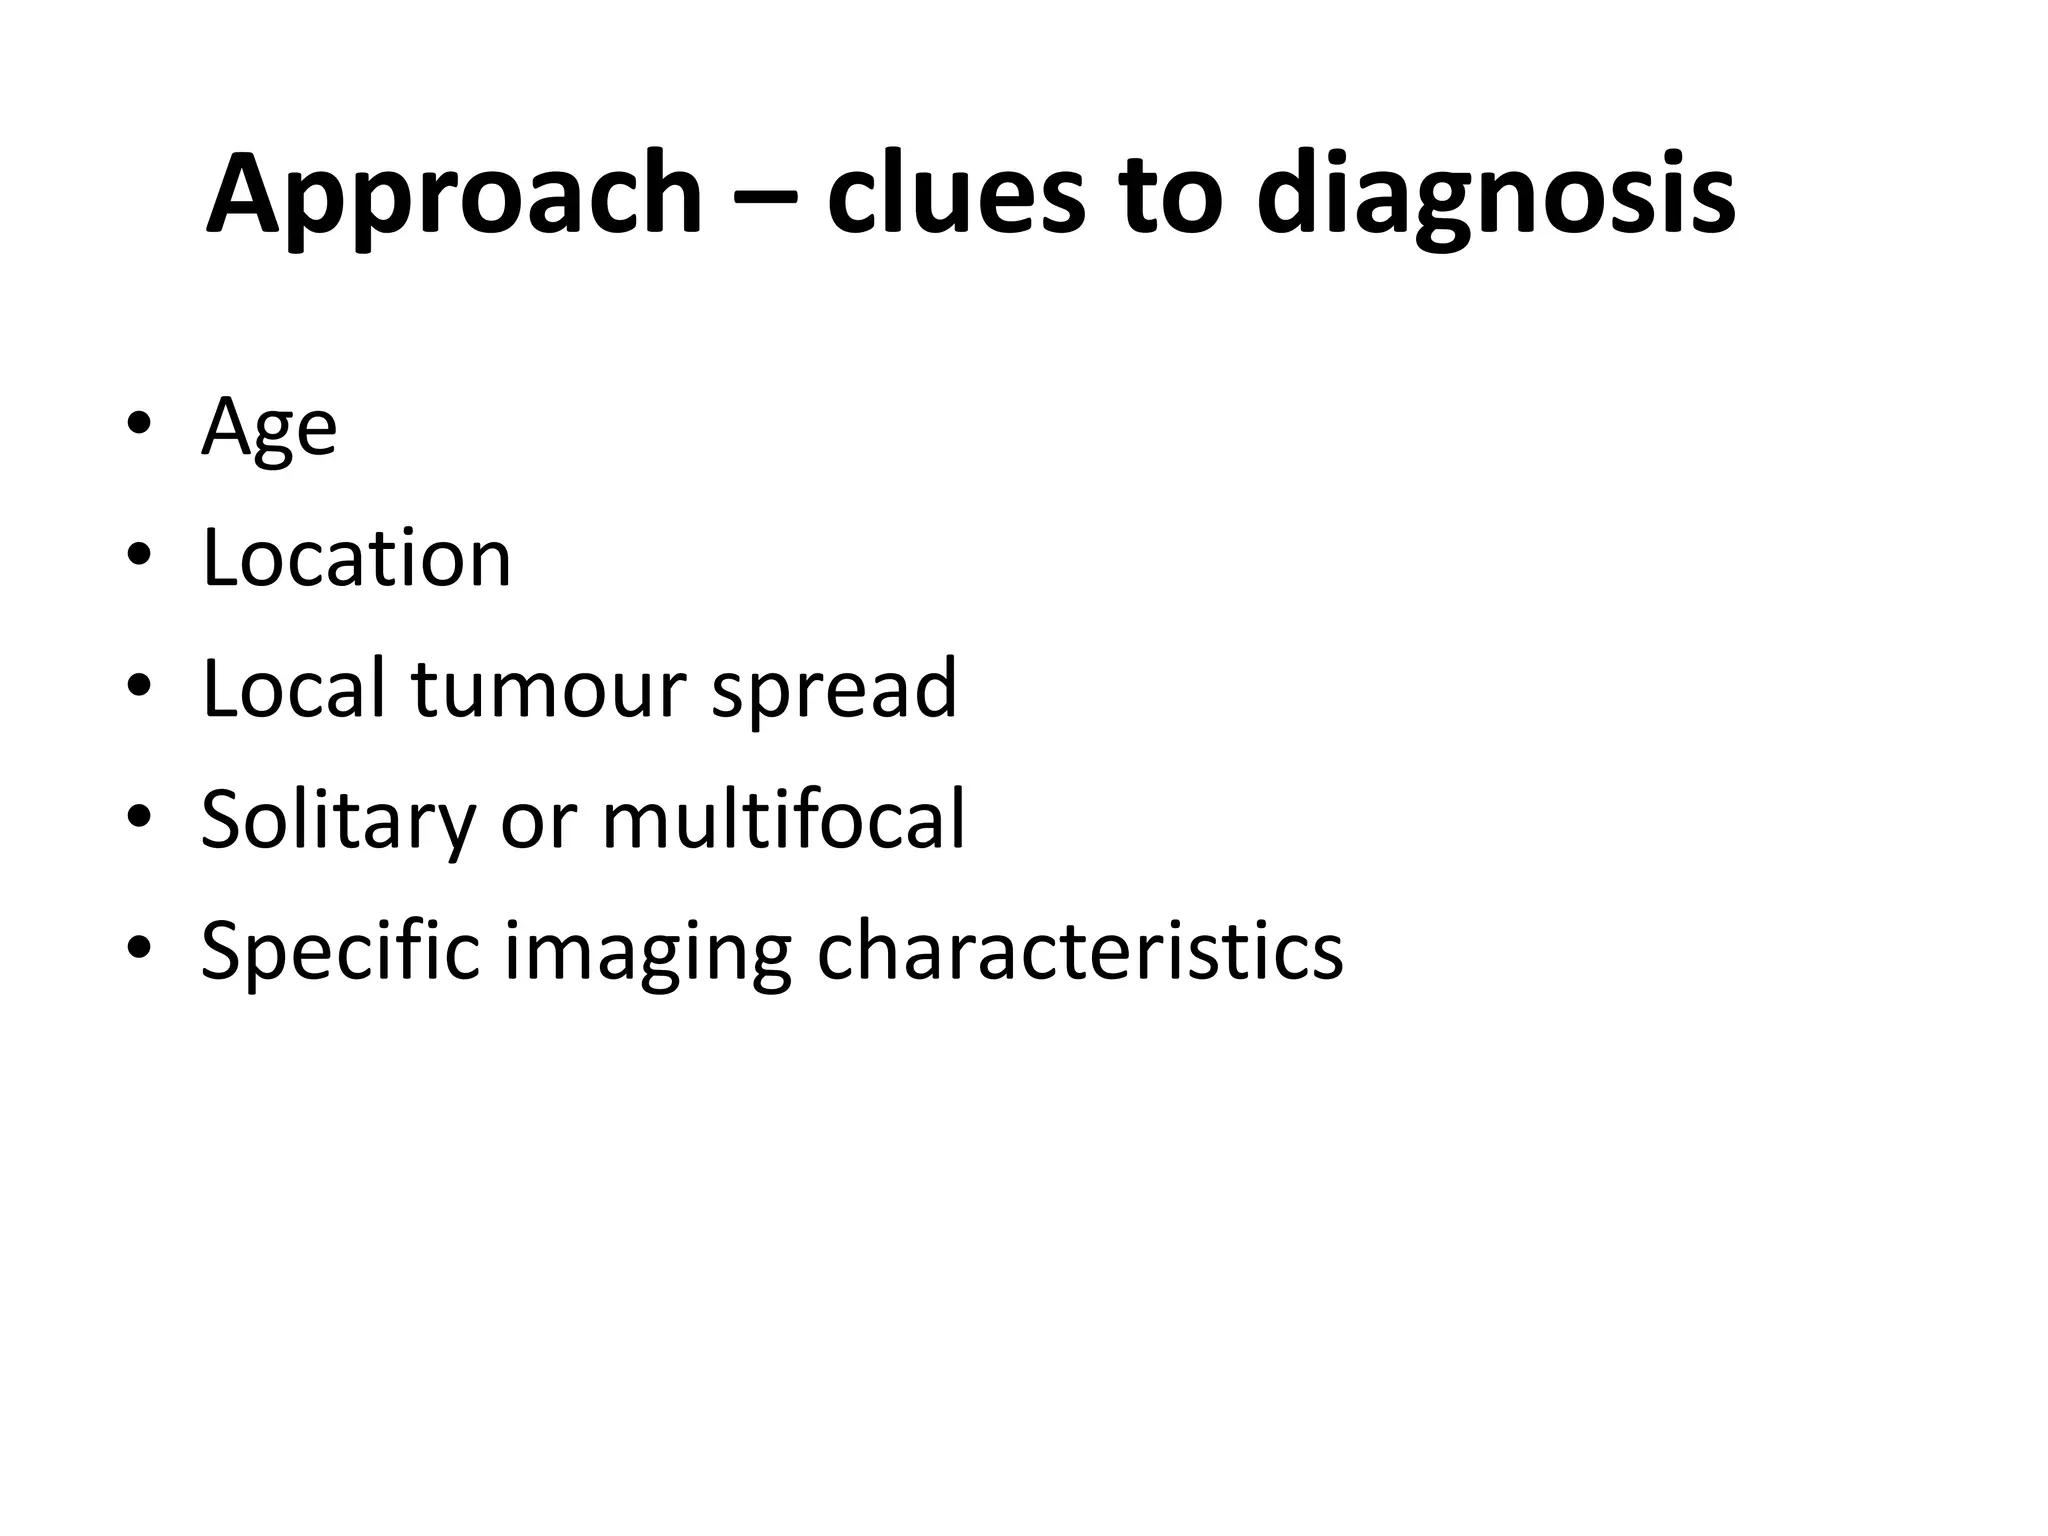 Approach – clues to diagnosis
• Age
• Location
• Local tumour spread
• Solitary or multifocal
• Specific imaging characteristics